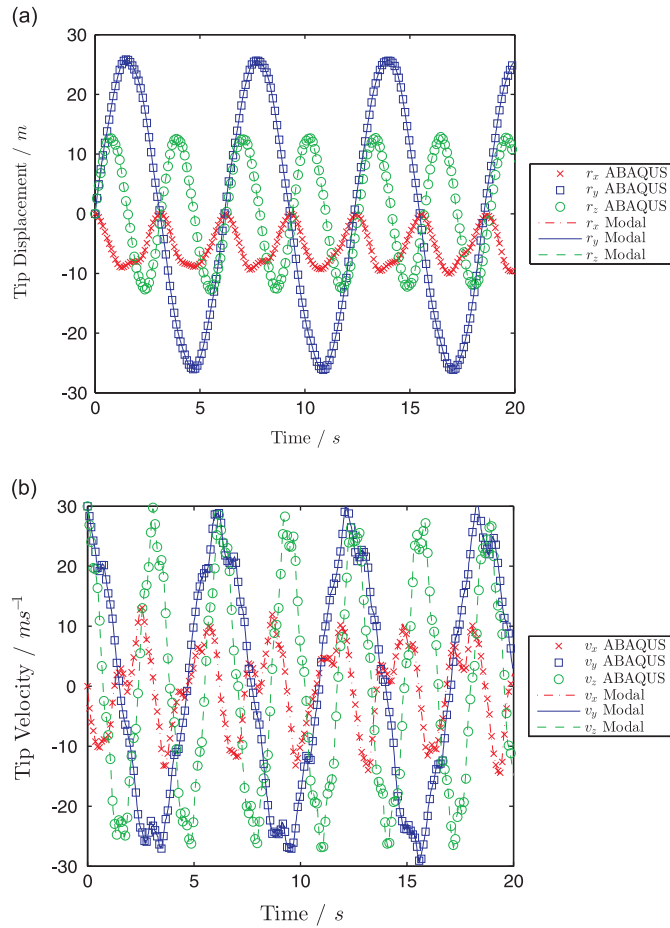 (a)
30
20
10
0
-10
-20
-30
Tip Displacement / m
0
5
10
15
20
Time / s
r_x ABAQUS
r_y ABAQUS
r_z ABAQUS
r_x Modal
r_y Modal
r_z Modal
(b)
30
20
10
0
-10
-20
-30
Tip Velocity / ms⁻¹
0
5
10
15
20
Time / s
v_x ABAQUS
v_y ABAQUS
v_z ABAQUS
v_x Modal
v_y Modal
v_z Modal